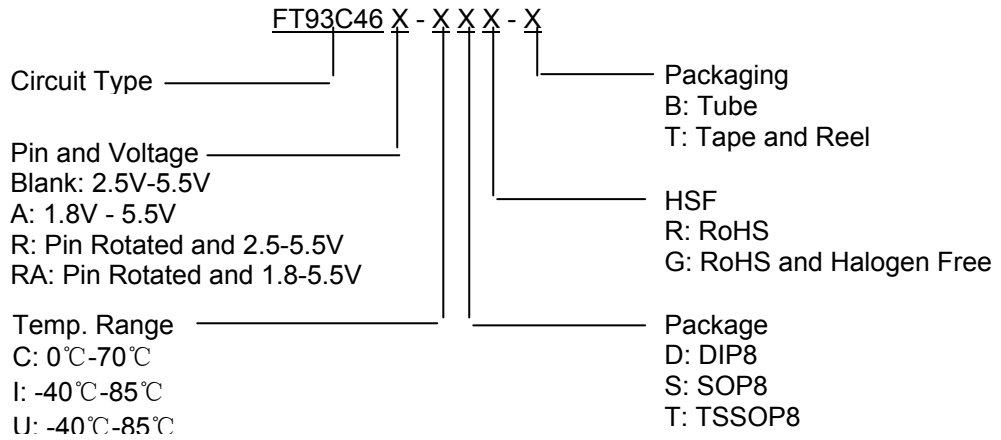 FT93C46 X - X X X - X
Circuit Type
Packaging
B: Tube
T: Tape and Reel
Pin and Voltage
Blank: 2.5V-5.5V
A: 1.8V - 5.5V
R: Pin Rotated and 2.5-5.5V
RA: Pin Rotated and 1.8-5.5V
HSF
R: RoHS
G: RoHS and Halogen Free
Temp. Range
C: 0℃-70℃
I: -40℃-85℃
U: -40℃-85℃
Package
D: DIP8
S: SOP8
T: TSSOP8